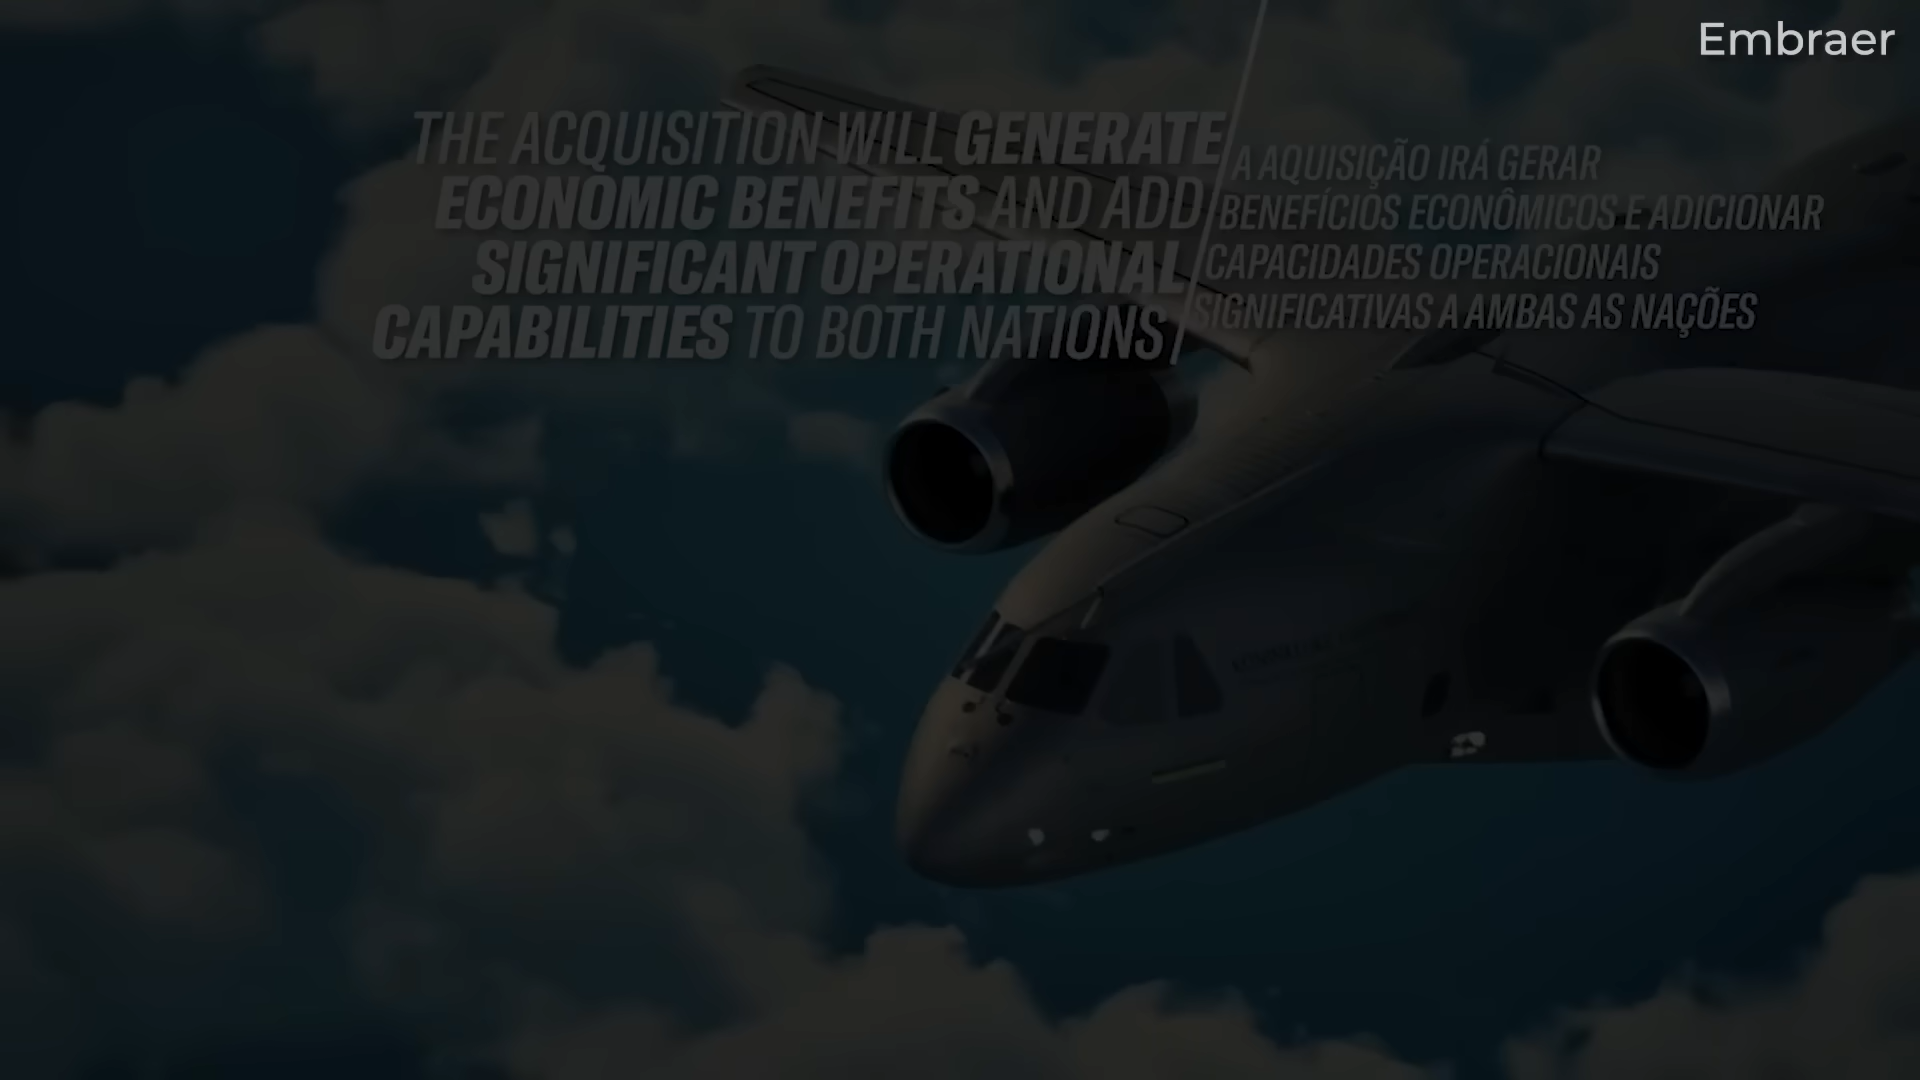 Embraer
THE ACQUISITION WILL GENERATE
ECONOMIC BENEFITS AND ADD
SIGNIFICANT OPERATIONAL
CAPABILITIES TO BOTH NATIONS
A AQUISIÇÃO IRÁ GERAR
BENEFÍCIOS ECONÔMICOS E ADICIONAR
CAPACIDADES OPERACIONAIS
SIGNIFICATIVAS A AMBAS AS NAÇÕES